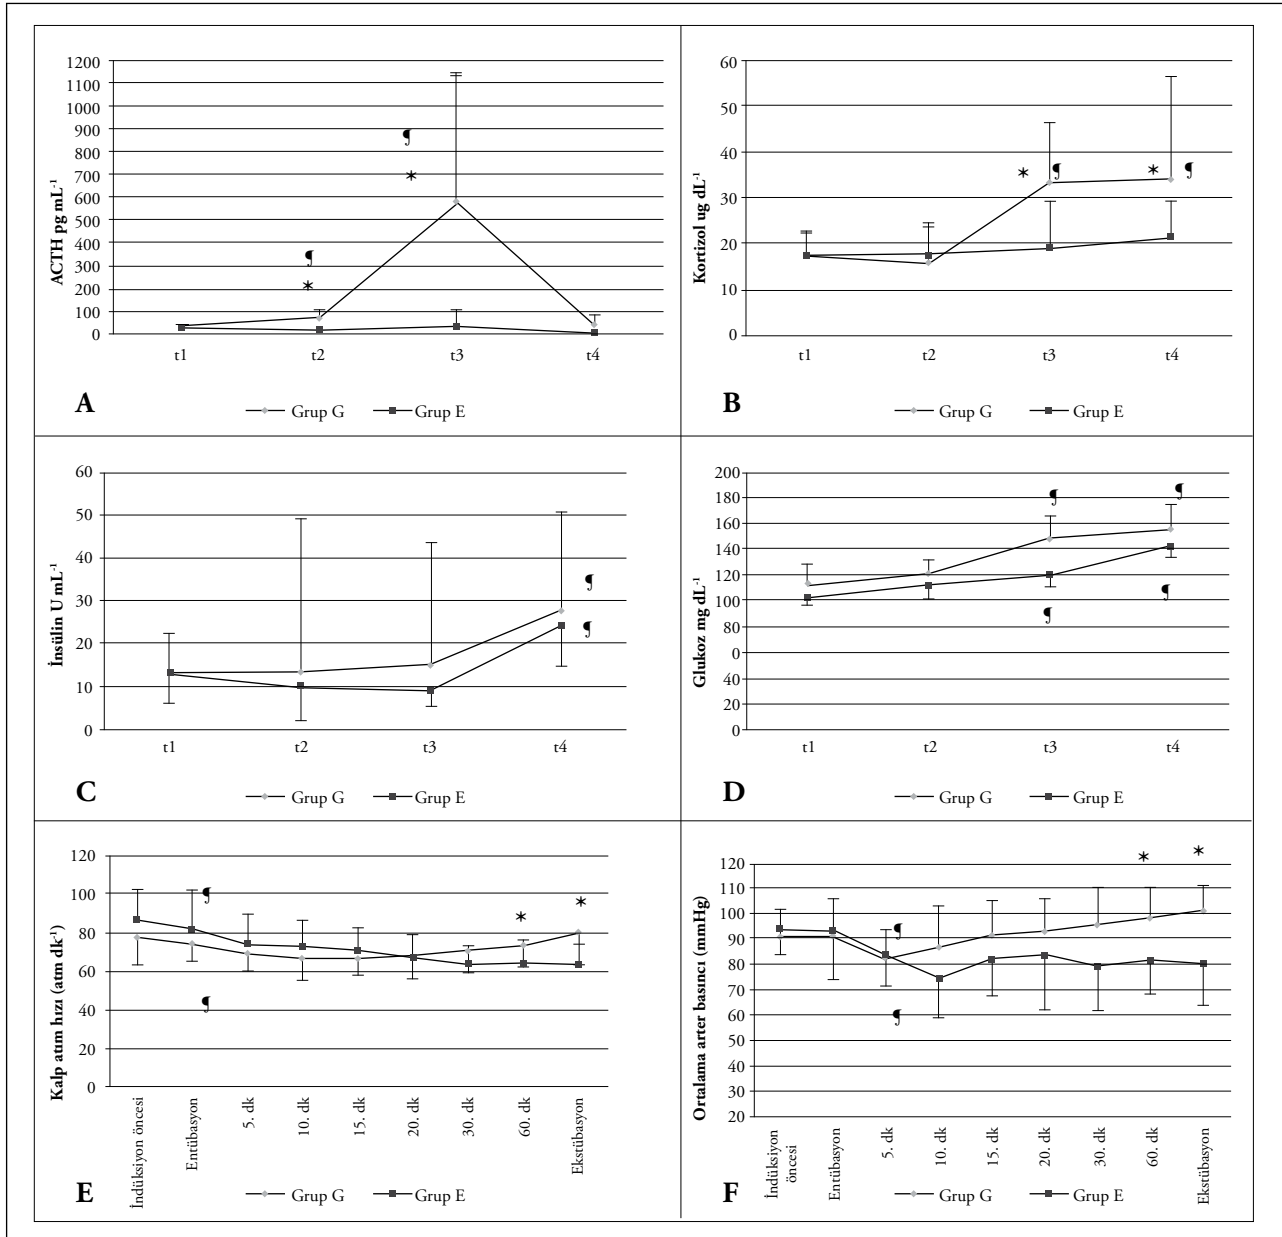 1200
1100
1000
900
800
700
600
500
400
300
200
100
0
ACTH pg mL⁻¹
¶
*
¶
*
t1 t2 t3 t4
A
Grup G Grup E
60
50
40
30
20
10
0
Kortizol ug dL⁻¹
* ¶ * ¶
t1 t2 t3 t4
B
Grup G Grup E
60
50
40
30
20
10
0
İnsülin U mL⁻¹
¶
¶
t1 t2 t3 t4
C
Grup G Grup E
200
180
160
140
120
100
80
0
40
20
0
Glukoz mg dL⁻¹
¶ ¶
¶ ¶
t1 t2 t3 t4
D
Grup G Grup E
120
100
80
60
40
20
0
Kalp atım hızı (atm dk⁻¹)
¶ * *
¶
İndüksiyon öncesi
Entübasyon
5. dk
10. dk
15. dk
20. dk
30. dk
60. dk
Ekstübasyon
E
Grup G Grup E
120
110
100
90
80
70
60
50
40
30
20
Ortalama arter basıncı (mmHg)
* *
¶
¶
İndüksiyon
öncesi
Entübasyon
5. dk
10. dk
15. dk
20. dk
30. dk
60. dk
Ekstübasyon
F
Grup G Grup E